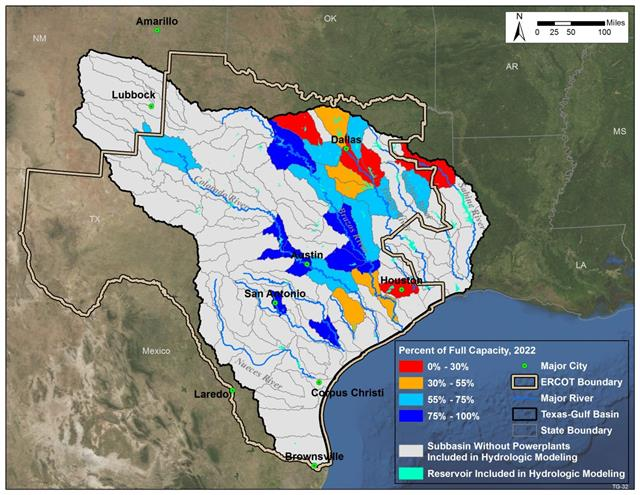 Amarillo
OK
NM
N
Miles
0 25 50 100
AR
Lubbock
MS
Dallas
Colorado River
Brazos River
Sabine River
TX
LA
Austin
Houston
San Antonio
Mexico
Nueces River
Laredo
Corpus Christi
Brownsville
Percent of Full Capacity, 2022
0% - 30%
30% - 55%
55% - 75%
75% - 100%
Major City
ERCOT Boundary
Major River
Texas-Gulf Basin
State Boundary
Subbasin Without Powerplants
Included in Hydrologic Modeling
Reservoir Included in Hydrologic Modeling
TG-32